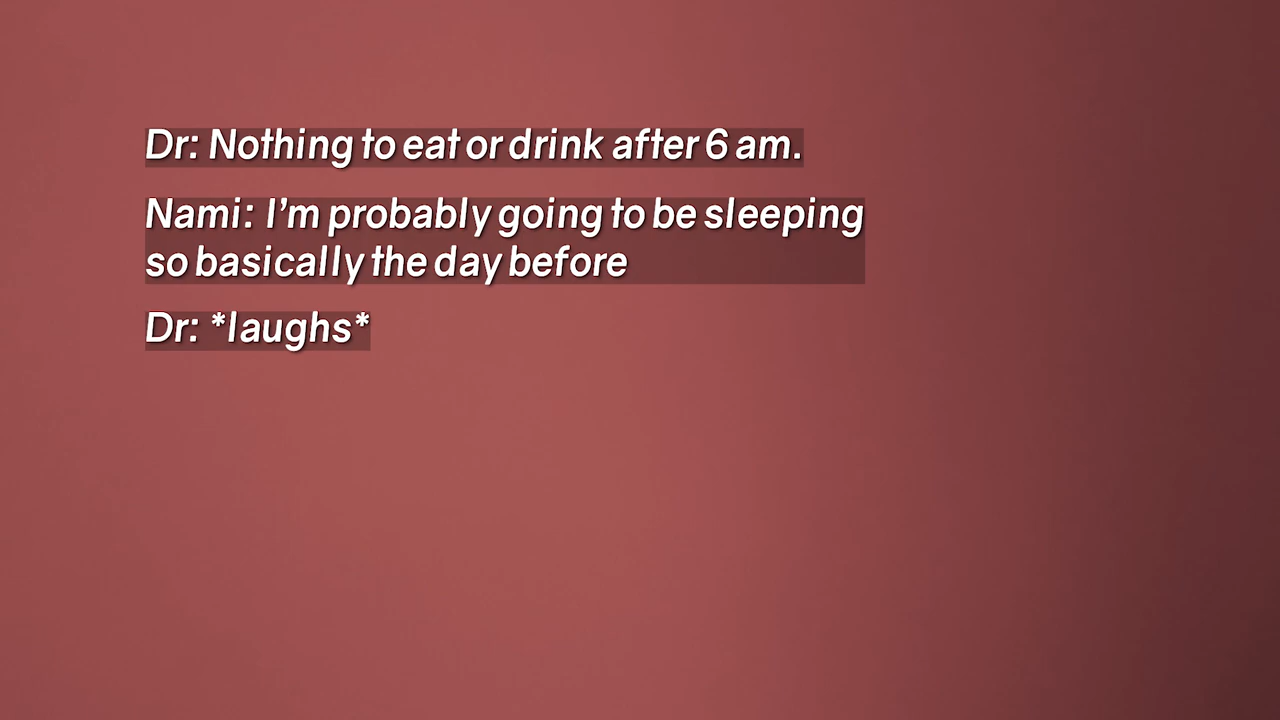 Dr: Nothing to eat or drink after 6 am.
Nami: I’m probably going to be sleeping
so basically the day before
Dr: *laughs*